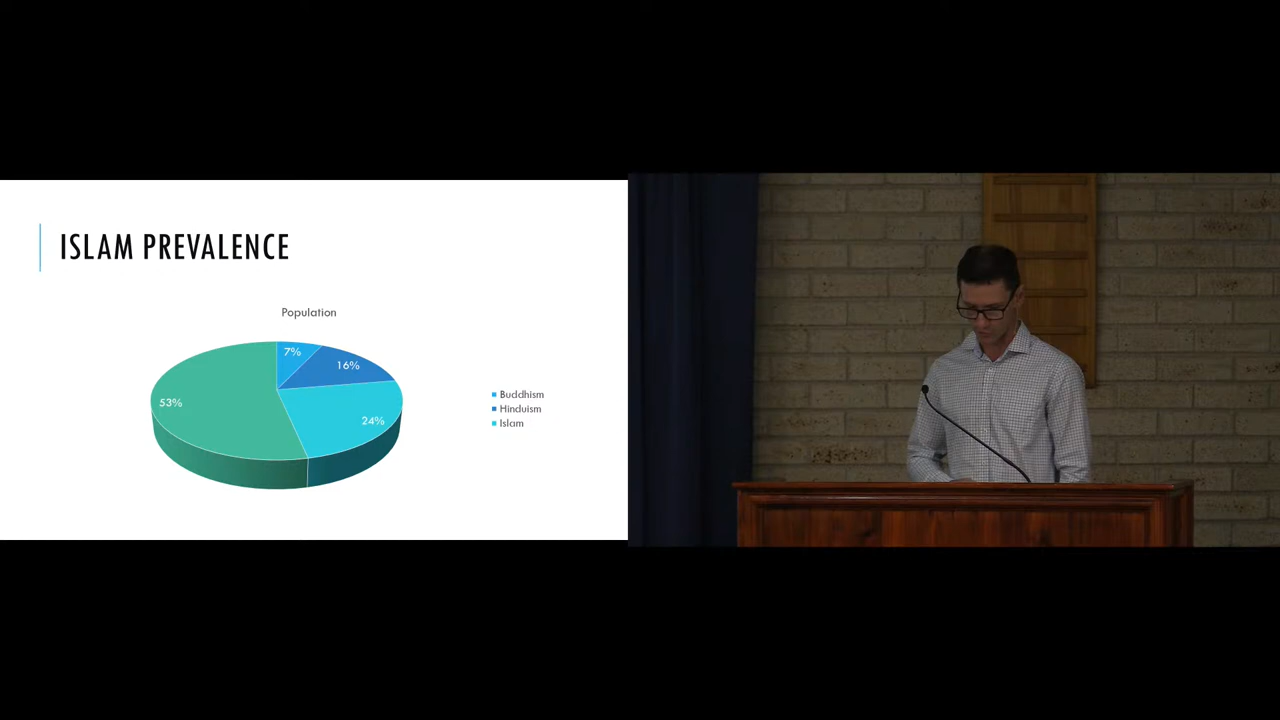 ISLAM PREVALENCE
Population
7%
16%
53%
24%
Buddhism
Hinduism
Islam